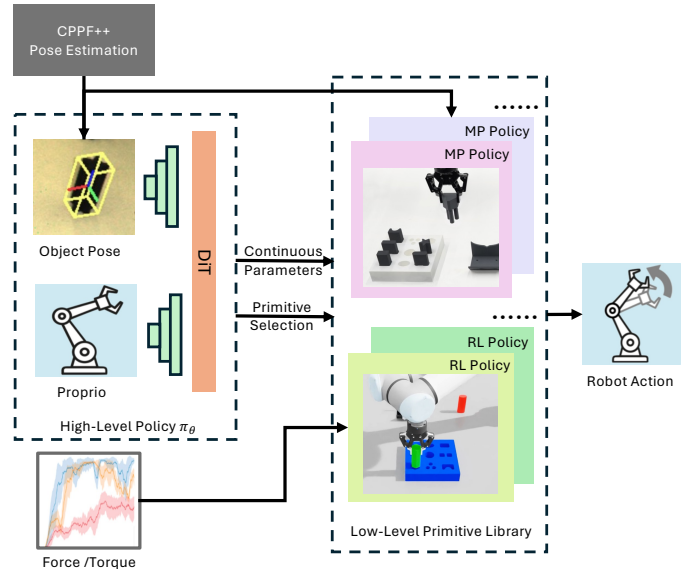 CPPF++
Pose Estimation
Object Pose
Proprio
DiT
High-Level Policy πθ
Force /Torque
Continuous
Parameters
Primitive
Selection
......
MP Policy
MP Policy
......
RL Policy
RL Policy
Low-Level Primitive Library
Robot Action